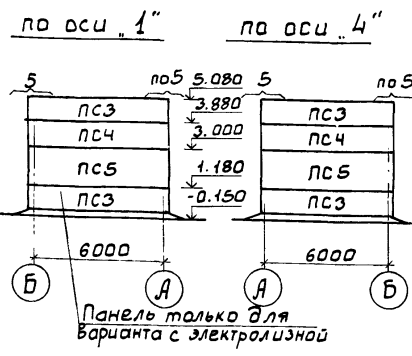 по оси „1“
по оси „4“
5 по5 5.080 5 по5
ПС3 3.880 ПС3
ПС4 3.000 ПС4
ПС5 1.180 ПС5
ПС3 -0.150 ПС3
6000 6000
Б А А Б
Панель только для
варианта с электролизной